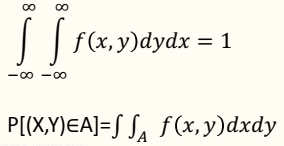 ∫_{-∞}^{∞} ∫_{-∞}^{∞} f(x, y)dydx = 1
P[(X,Y)∈A]=∫ ∫_A f(x, y)dxdy